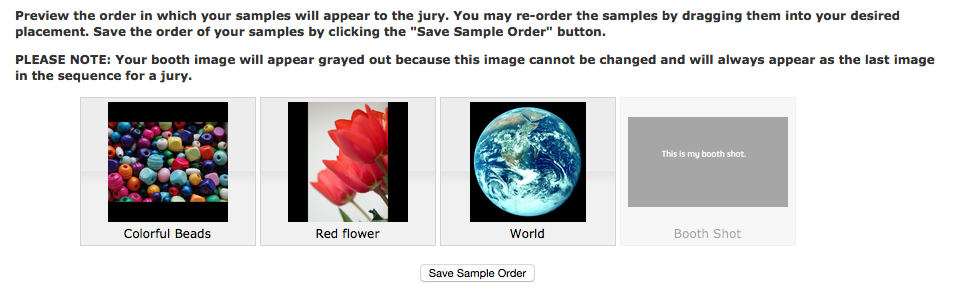 Preview the order in which your samples will appear to the jury. You may re-order the samples by dragging them into your desired
placement. Save the order of your samples by clicking the "Save Sample Order" button.
PLEASE NOTE: Your booth image will appear grayed out because this image cannot be changed and will always appear as the last image
in the sequence for a jury.
This is my booth shot.
Colorful Beads
Red flower
World
Booth Shot
Save Sample Order